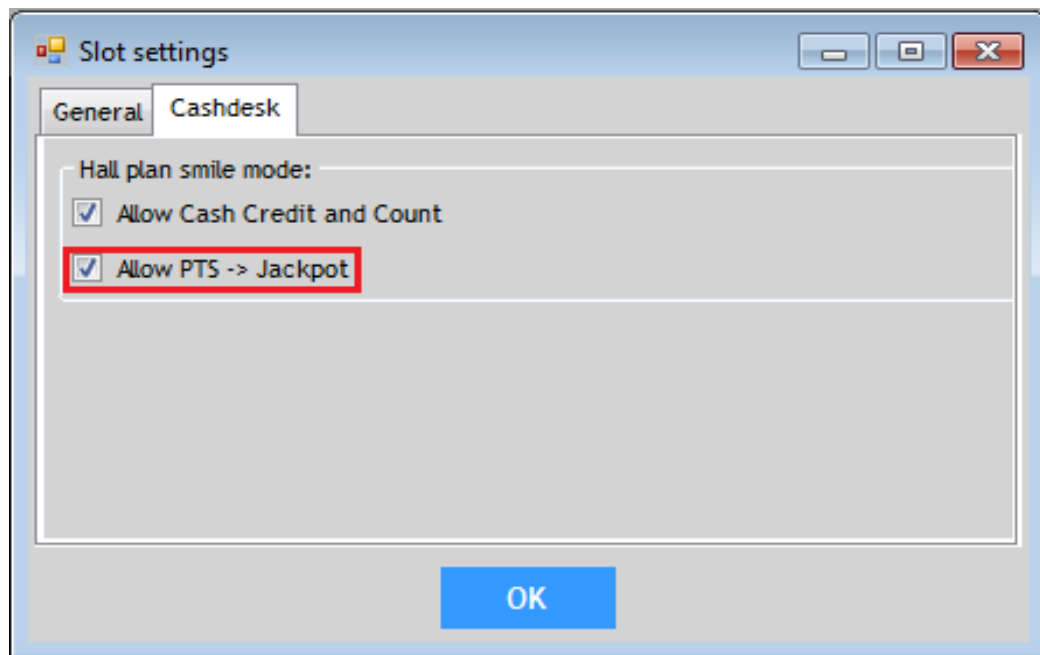 Slot settings
General Cashdesk
Hall plan smile mode:
Allow Cash Credit and Count
Allow PTS -> Jackpot
OK